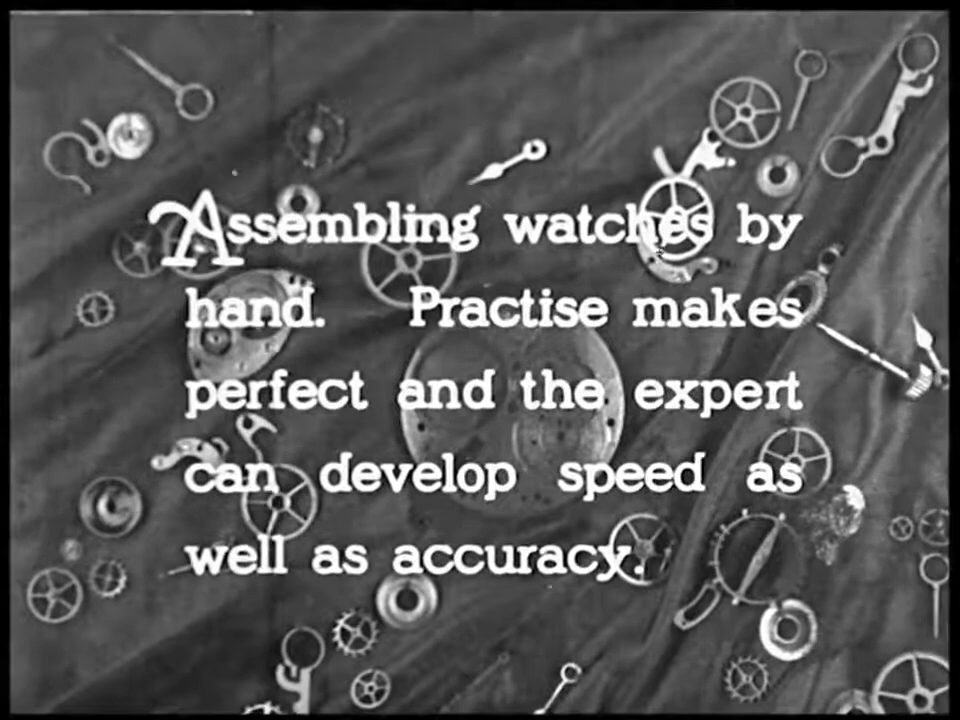 Assembling watches by
hand. Practise makes
perfect and the expert
can develop speed as
well as accuracy.